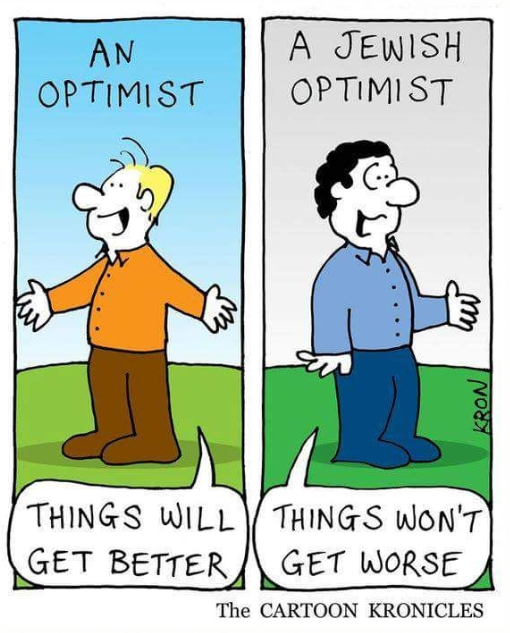 AN
OPTIMIST
THINGS WILL
GET BETTER
A JEWISH
OPTIMIST
THINGS WON'T
GET WORSE
KRON
The CARTOON KRONICLES